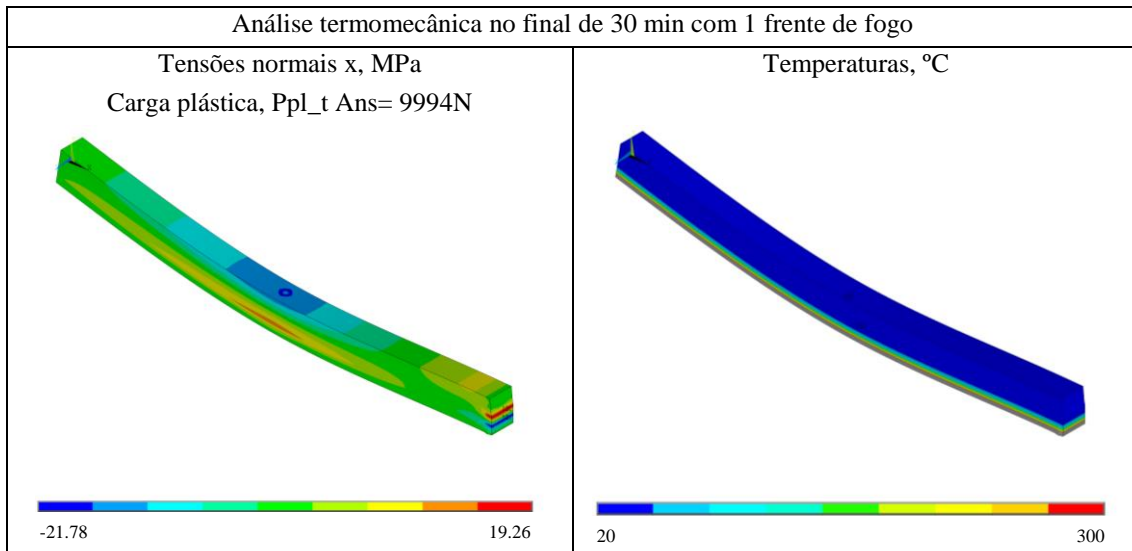 Análise termomecânica no final de 30 min com 1 frente de fogo
Tensões normais x, MPa
Carga plástica, Ppl_t Ans= 9994N
Temperaturas, ºC
-21.78 19.26
20 300